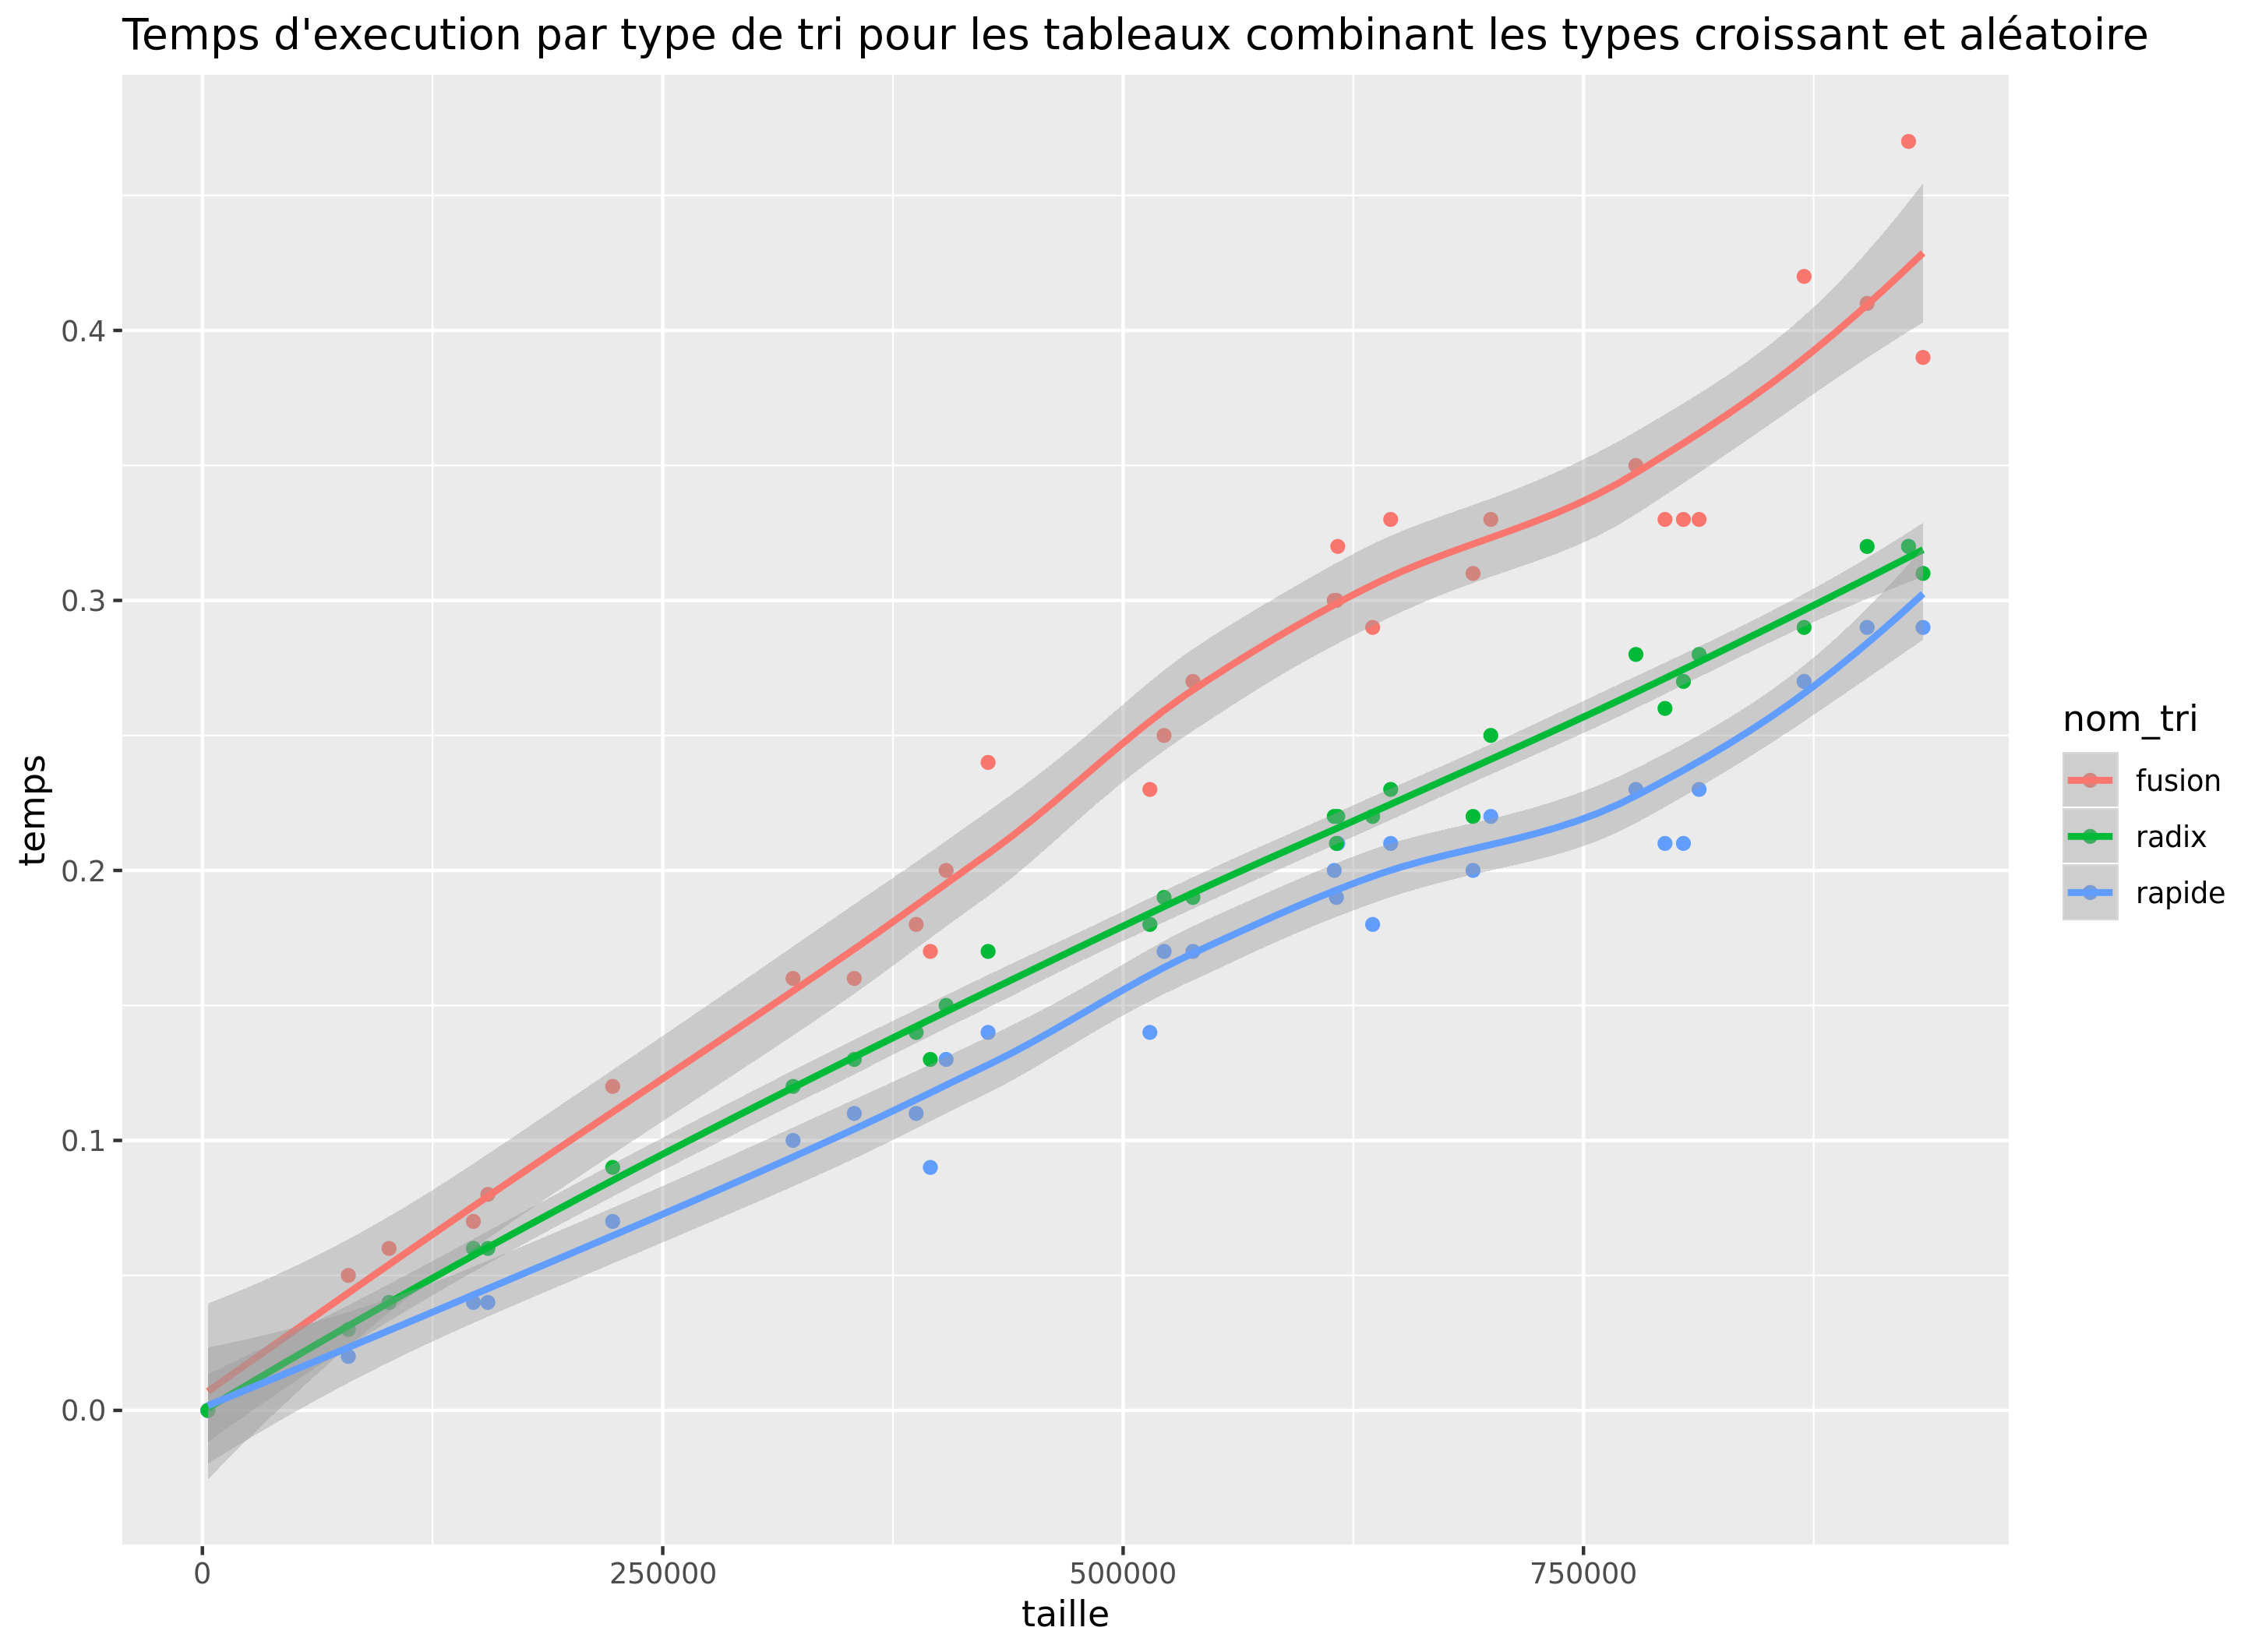 Temps d'execution par type de tri pour les tableaux combinant les types croissant et aléatoire
temps
0.4
0.3
0.2
0.1
0.0
0 250000 500000 750000
taille
nom_tri
fusion
radix
rapide